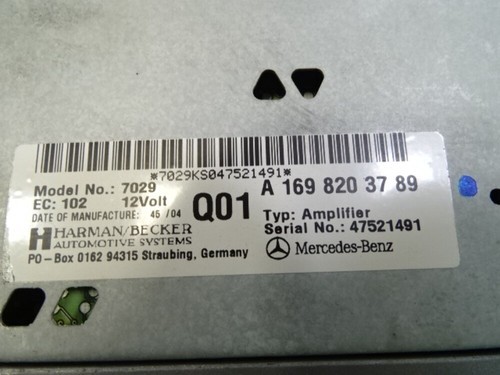 *7029KS047521491*
Model No.: 7029
EC: 102 12Volt
DATE OF MANUFACTURE: 45 /04
Q01
A 169 820 37 89
Typ: Amplifier
Serial No.: 47521491
HARMAN/BECKER
AUTOMOTIVE SYSTEMS
Mercedes-Benz
PO-Box 0162 94315 Straubing, Germany